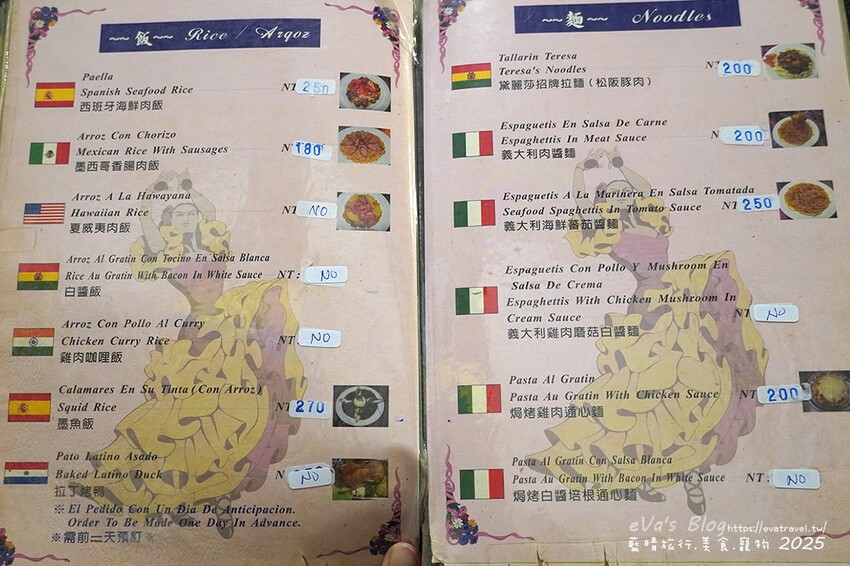 ~~ 飯~~ Rice / Arqoz
Paella
Spanish Seafood Rice
西班牙海鮮肉飯
NT 250
Arroz Con Chorizo
Mexican Rice With Sausages
墨西哥香腸肉飯
NT 180
Arroz A La Hawayana
Hawaiian Rice
夏威夷肉飯
NT NO
Arroz Al Gratin Con Tocino En Salsa Blanca
Rice Au Gratin With Bacon In White Sauce
白醬飯
NT : NO
Arroz Con Pollo Al Curry
Chicken Curry Rice
雞肉咖哩飯
NT NO
Calamares En Su Tinta (Con Arroz)
Squid Rice
墨魚飯
NT 270
Pato Latino Asado
Baked Latino Duck
拉丁烤鴨
N NO
※ El Pedido Con Un Dia De Anticipacion.
Order To Be Made One Day In Advance.
※需前一天預訂※
~~ 麵~~ Noodles
Tallarin Teresa
Teresa's Noodles
黛麗莎招牌拉麵（松阪豚肉）
NT 200
Espaguetis En Salsa De Carne
Espaghettis In Meat Sauce
義大利肉醬麵
N 200
Espaguetis A La Marinera En Salsa Tomatada
Seafood Spaghettis In Tomato Sauce
義大利海鮮蕃茄醬麵
NT 250
Espaguetis Con Pollo Y Mushroom En
Salsa De Crema
Espaghettis With Chicken Mushroom In
Cream Sauce
義大利雞肉磨菇白醬麵
NT NO
Pasta Al Gratin
Pasta Au Gratin With Chicken Sauce
焗烤雞肉通心麵
NT 200
Pasta Al Gratin Con Salsa Blanca
Pasta Au Gratin With Bacon In White Sauce
焗烤白醬培根通心麵
NT : NO
eVa's Blog https://evatravel.tw/
藍晴旅行.美食.寵物 2025